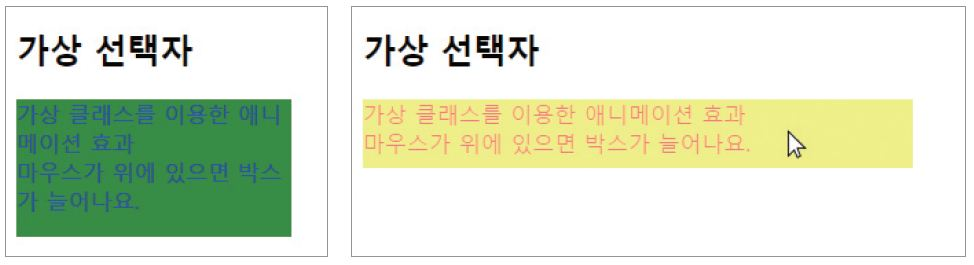 가상 선택자
가상 클래스를 이용한 애니
메이션 효과
마우스가 위에 있으면 박스
가 늘어나요.
가상 선택자
가상 클래스를 이용한 애니메이션 효과
마우스가 위에 있으면 박스가 늘어나요.